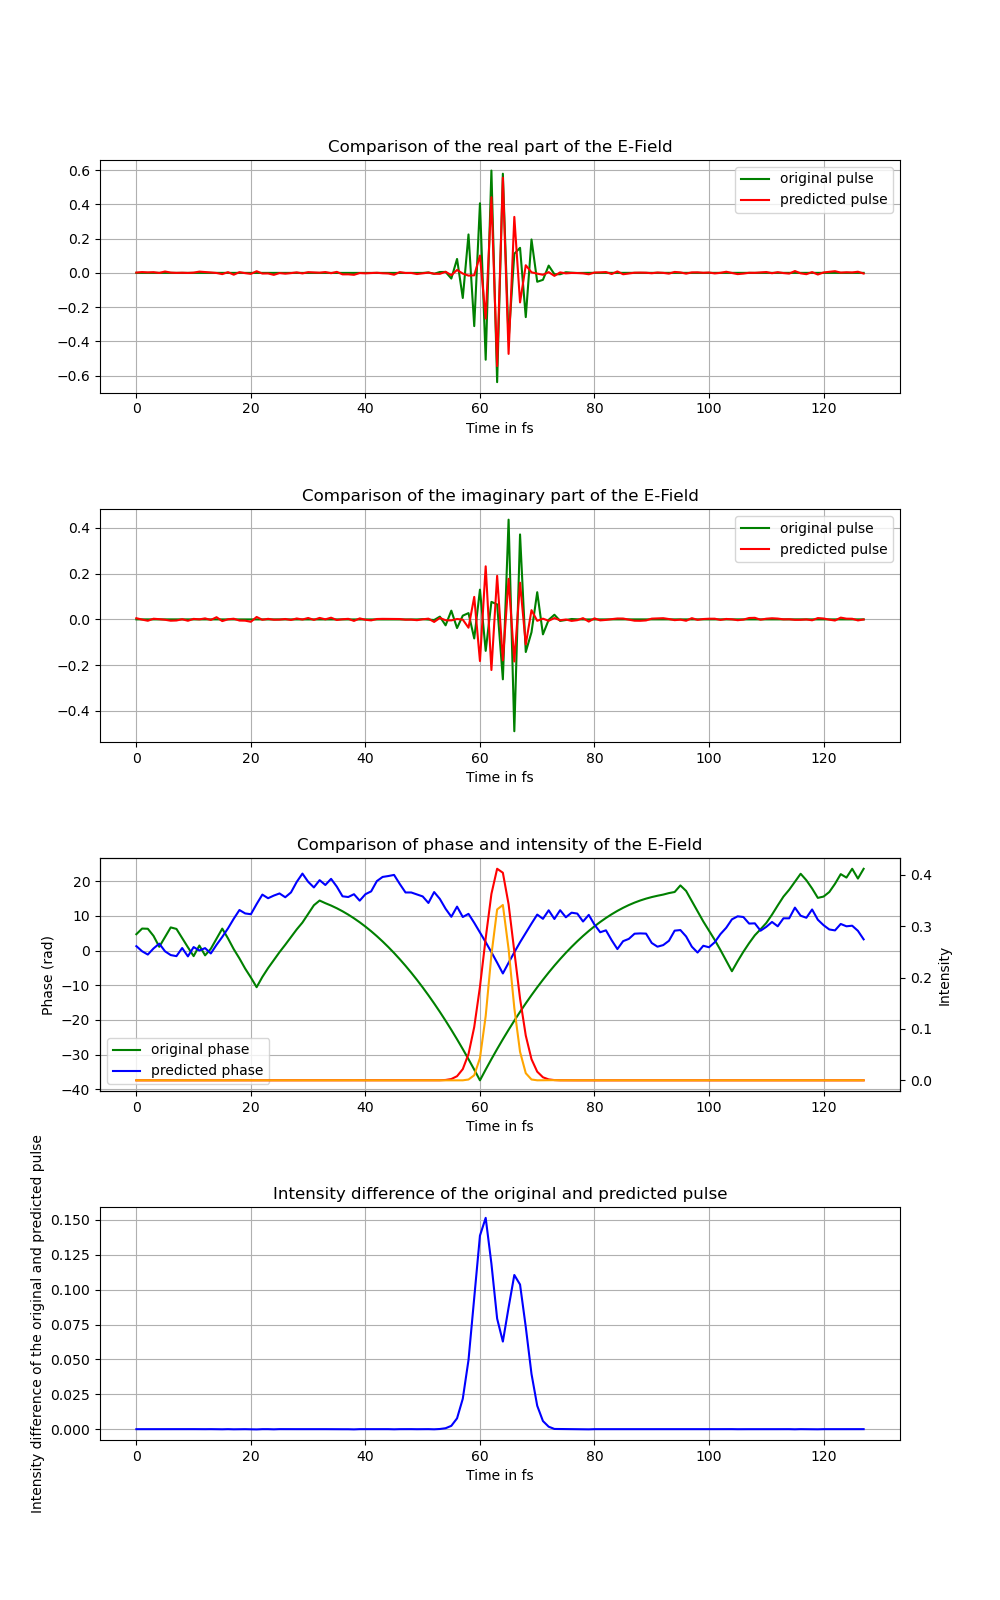 Comparison of the real part of the E-Field
0.6
0.4
0.2
0.0
−0.2
−0.4
−0.6
original pulse
predicted pulse
0 20 40 60 80 100 120
Time in fs
Comparison of the imaginary part of the E-Field
0.4
0.2
0.0
−0.2
−0.4
original pulse
predicted pulse
0 20 40 60 80 100 120
Time in fs
Comparison of phase and intensity of the E-Field
Phase (rad)
20
10
0
−10
−20
−30
−40
original phase
predicted phase
0.4
0.3
0.2
0.1
0.0
Intensity
0 20 40 60 80 100 120
Time in fs
Intensity difference of the original and predicted pulse
Intensity difference of the original and predicted pulse
0.150
0.125
0.100
0.075
0.050
0.025
0.000
0 20 40 60 80 100 120
Time in fs